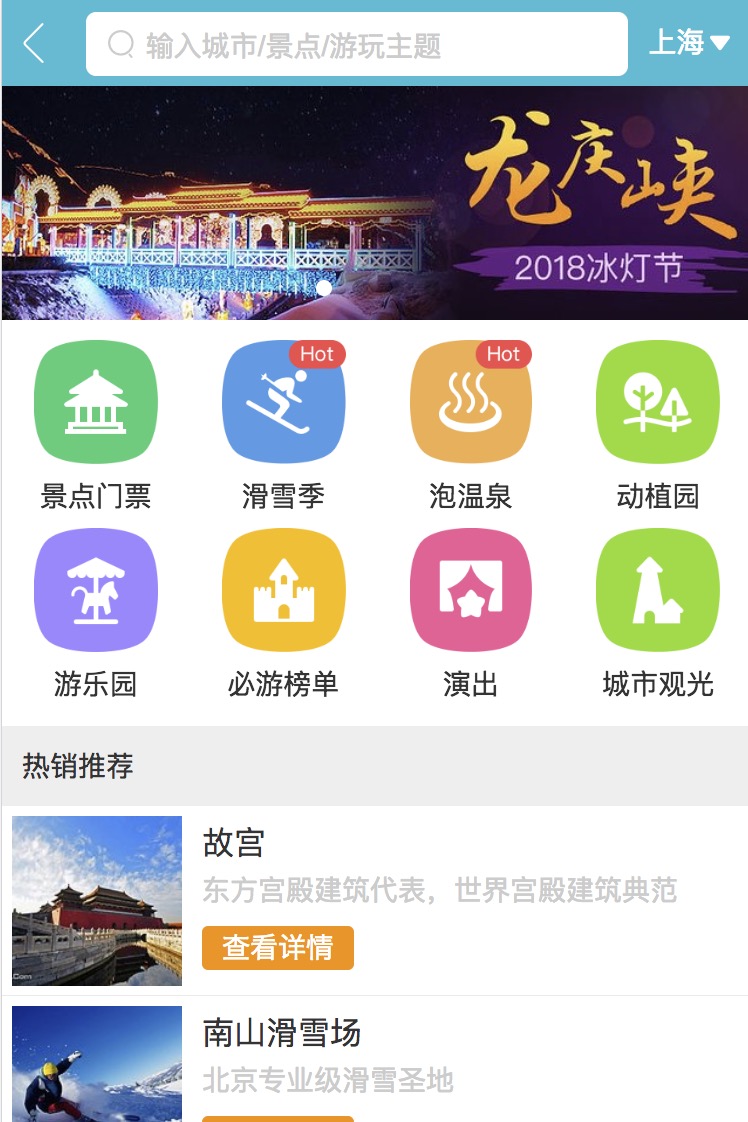 输入城市/景点/游玩主题
上海
龙庆峡
2018冰灯节
Hot
Hot
景点门票
滑雪季
泡温泉
动植园
游乐园
必游榜单
演出
城市观光
热销推荐
故宫
东方宫殿建筑代表，世界宫殿建筑典范
.Com
查看详情
南山滑雪场
北京专业级滑雪圣地